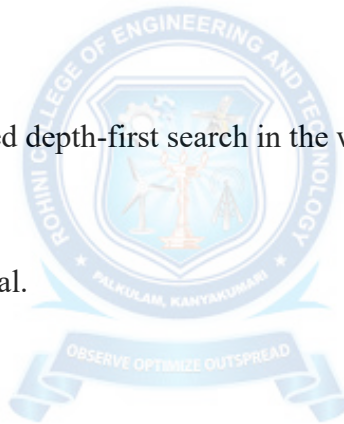 ROHINI COLLEGE OF ENGINEERING AND TECHNOLOGY
ed depth-first search in the
al.
PALKULAM, KANYAKUMARI
OBSERVE OPTIMIZE OUTSPREAD